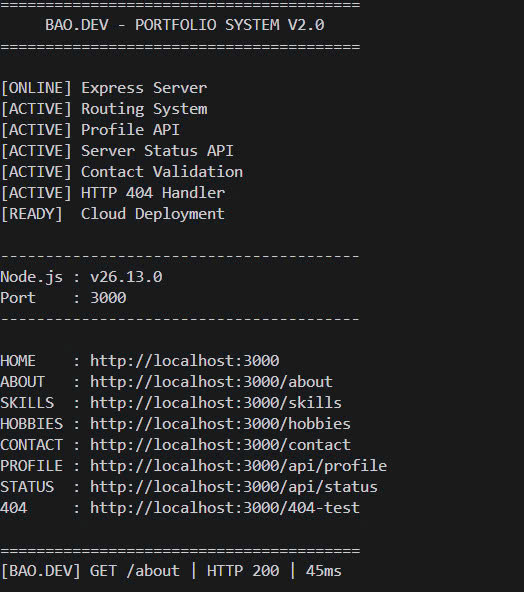 ========================================
BAO.DEV - PORTFOLIO SYSTEM V2.0
========================================
[ONLINE] Express Server
[ACTIVE] Routing System
[ACTIVE] Profile API
[ACTIVE] Server Status API
[ACTIVE] Contact Validation
[ACTIVE] HTTP 404 Handler
[READY]  Cloud Deployment
----------------------------------------
Node.js : v26.13.0
Port    : 3000
----------------------------------------
HOME    : http://localhost:3000
ABOUT   : http://localhost:3000/about
SKILLS  : http://localhost:3000/skills
HOBBIES : http://localhost:3000/hobbies
CONTACT : http://localhost:3000/contact
PROFILE : http://localhost:3000/api/profile
STATUS  : http://localhost:3000/api/status
404     : http://localhost:3000/404-test
========================================
[BAO.DEV] GET /about | HTTP 200 | 45ms